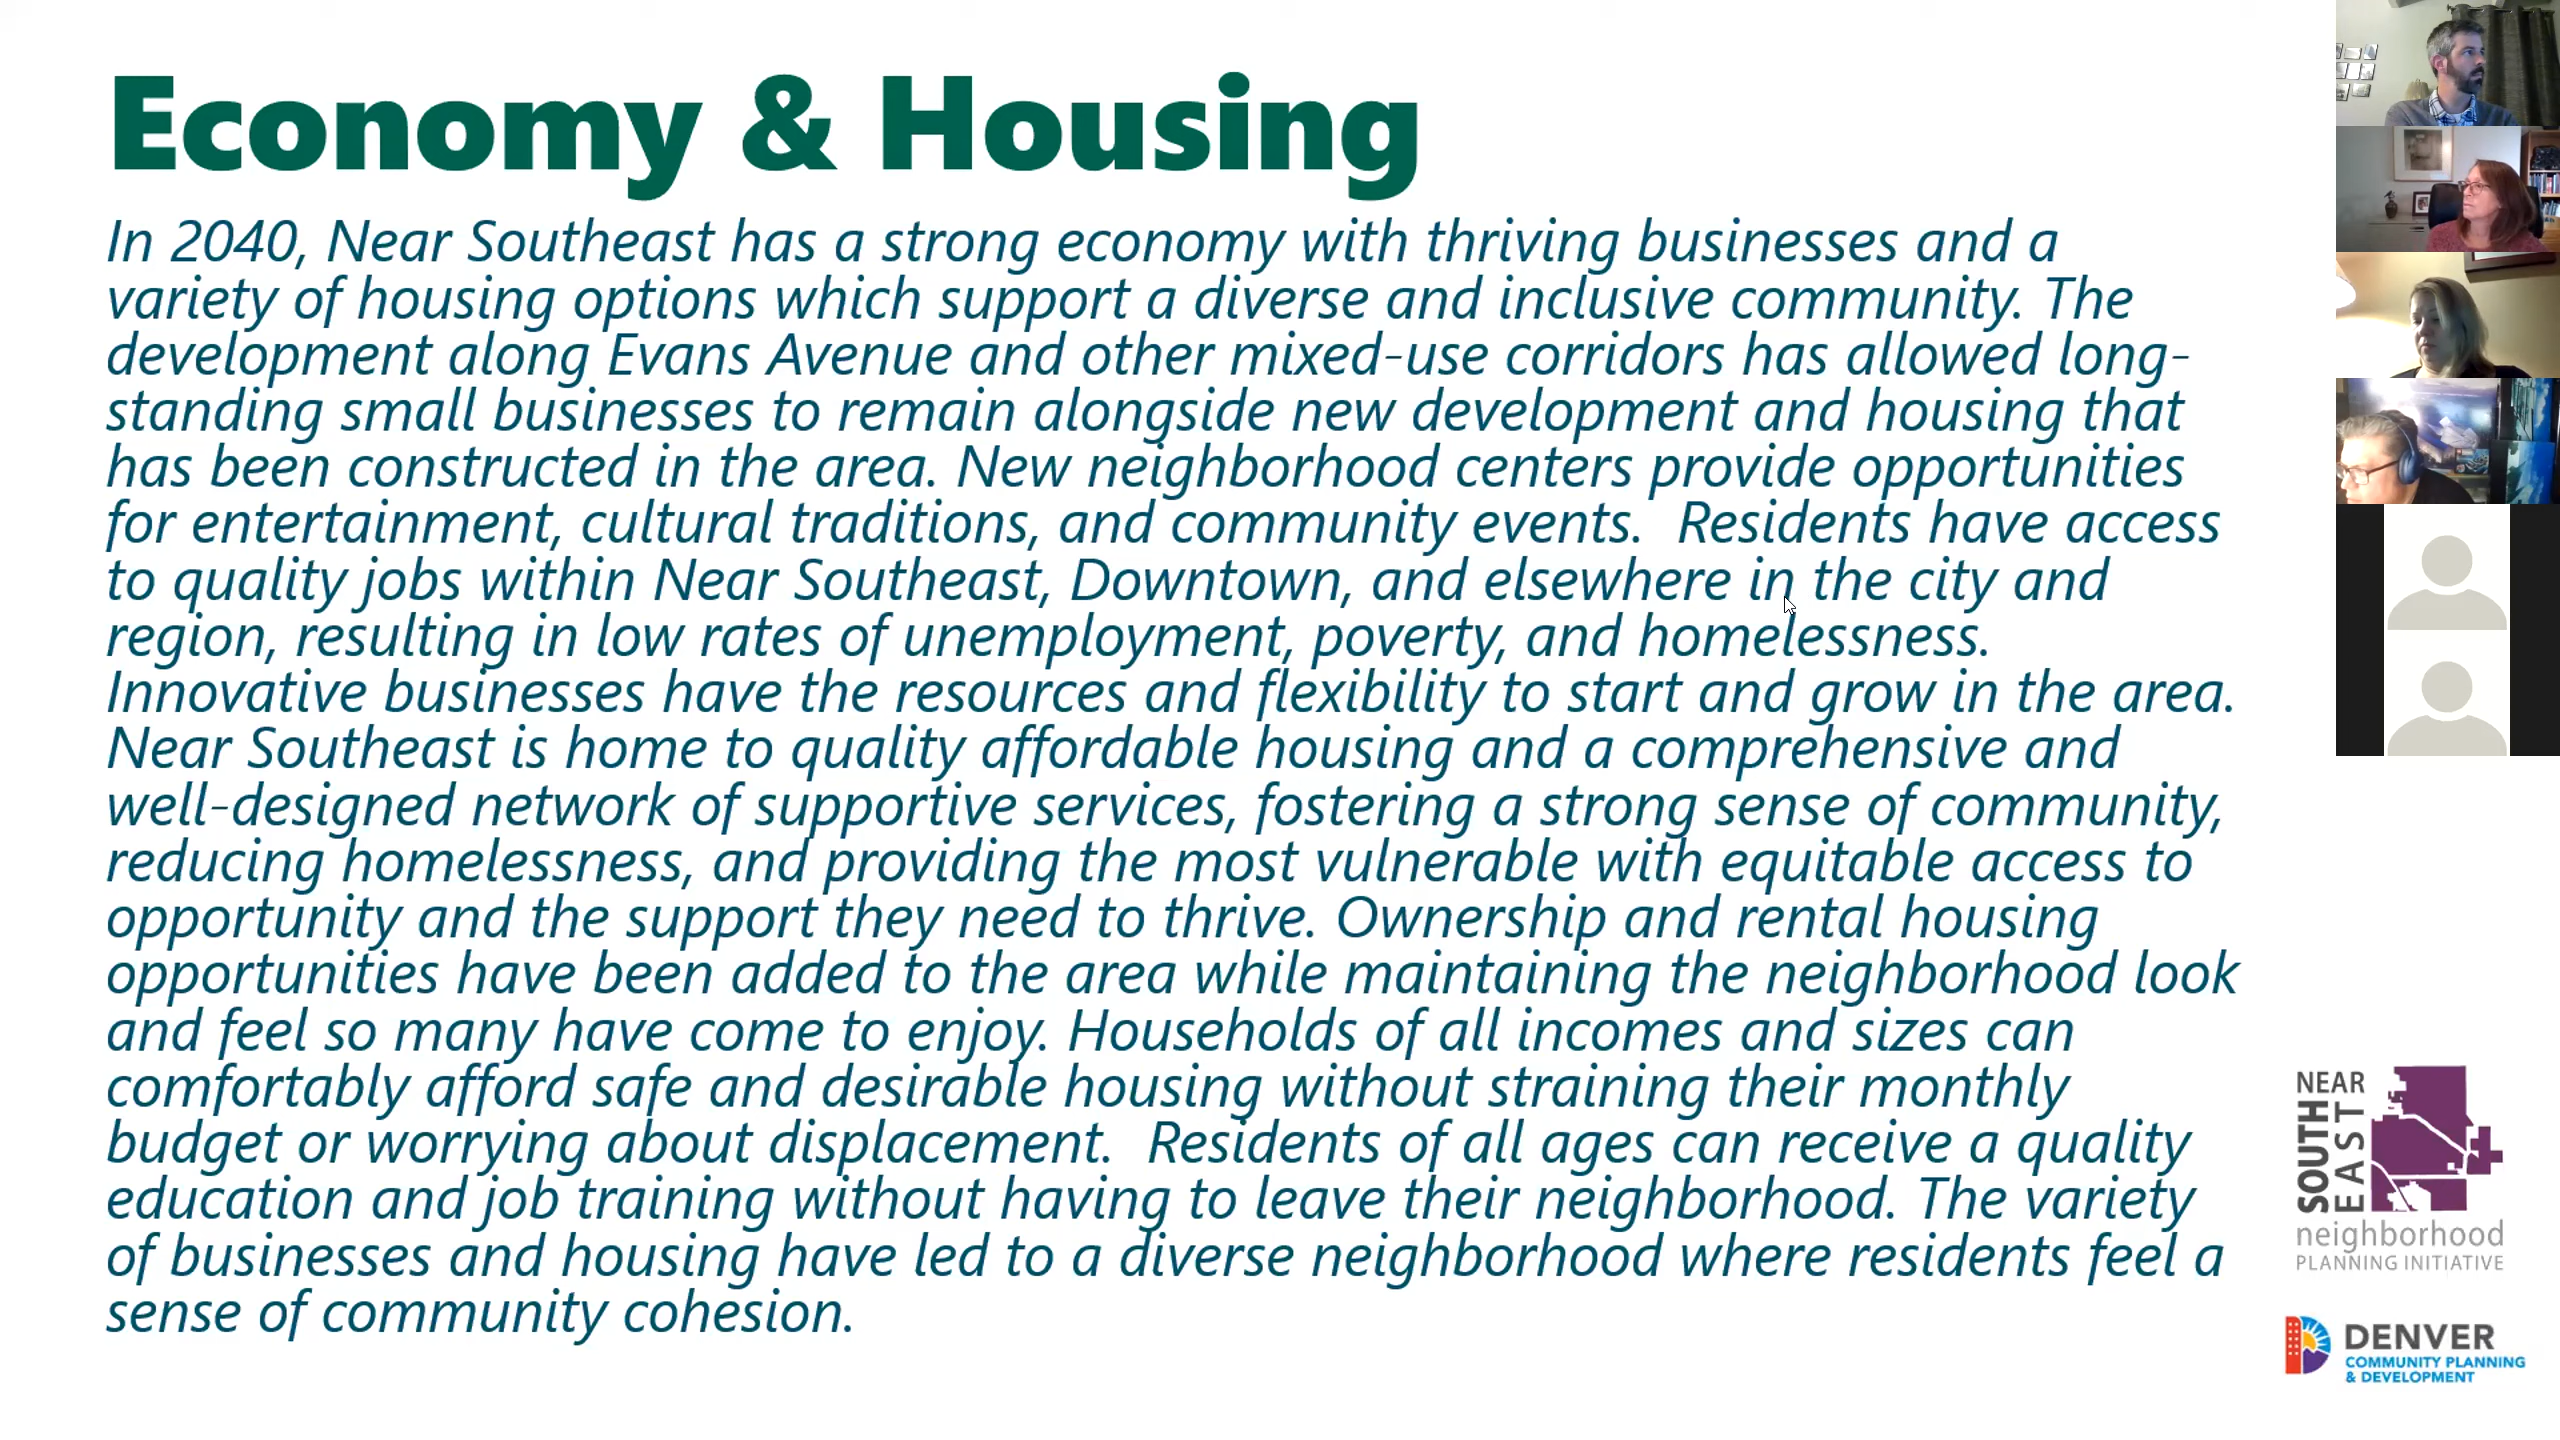 Economy & Housing
In 2040, Near Southeast has a strong economy with thriving businesses and a
variety of housing options which support a diverse and inclusive community. The
development along Evans Avenue and other mixed-use corridors has allowed long-
standing small businesses to remain alongside new development and housing that
has been constructed in the area. New neighborhood centers provide opportunities
for entertainment, cultural traditions, and community events.  Residents have access
to quality jobs within Near Southeast, Downtown, and elsewhere in the city and
region, resulting in low rates of unemployment, poverty, and homelessness.
Innovative businesses have the resources and flexibility to start and grow in the area.
Near Southeast is home to quality affordable housing and a comprehensive and
well-designed network of supportive services, fostering a strong sense of community,
reducing homelessness, and providing the most vulnerable with equitable access to
opportunity and the support they need to thrive. Ownership and rental housing
opportunities have been added to the area while maintaining the neighborhood look
and feel so many have come to enjoy. Households of all incomes and sizes can
comfortably afford safe and desirable housing without straining their monthly
budget or worrying about displacement.  Residents of all ages can receive a quality
education and job training without having to leave their neighborhood. The variety
of businesses and housing have led to a diverse neighborhood where residents feel a
sense of community cohesion.
NEAR
SOUTH
EAST
neighborhood
PLANNING INITIATIVE
DENVER
COMMUNITY PLANNING
& DEVELOPMENT